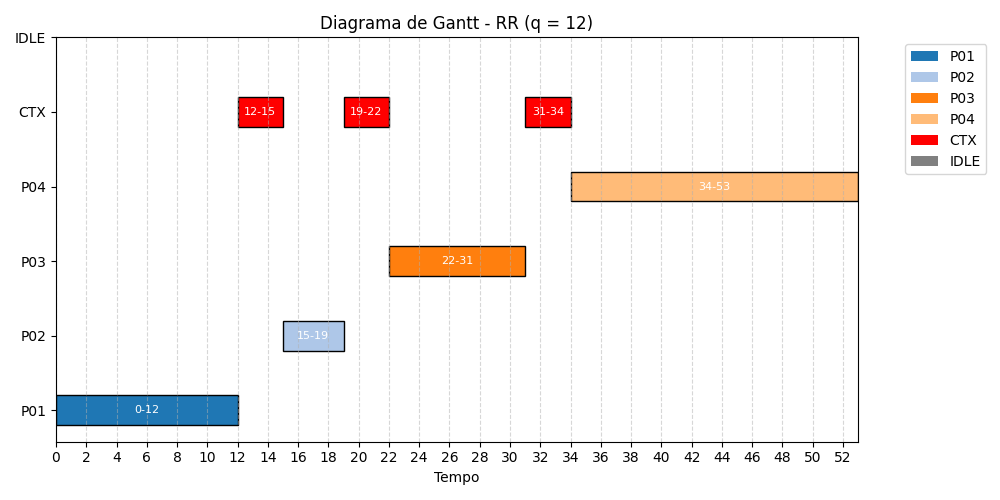 Diagrama de Gantt - RR (q = 12)
IDLE
CTX
P04
P03
P02
P01
12-15
19-22
31-34
34-53
22-31
15-19
0-12
0 2 4 6 8 10 12 14 16 18 20 22 24 26 28 30 32 34 36 38 40 42 44 46 48 50 52
Tempo
P01
P02
P03
P04
CTX
IDLE